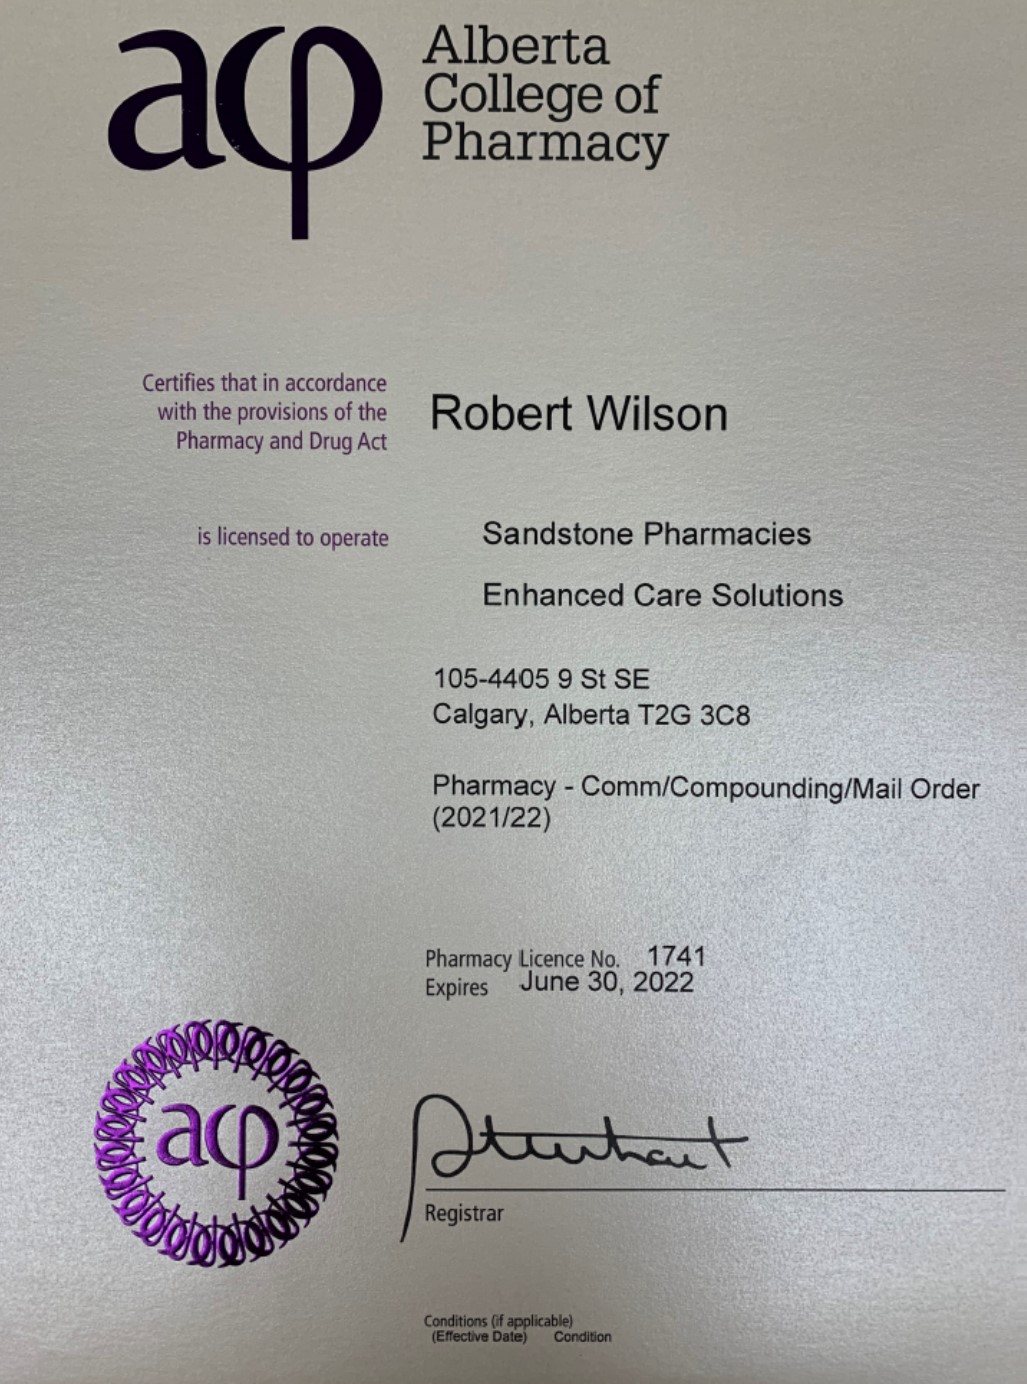 acp
Alberta
College of
Pharmacy
Certifies that in accordance
with the provisions of the
Pharmacy and Drug Act
Robert Wilson
is licensed to operate
Sandstone Pharmacies
Enhanced Care Solutions
105-4405 9 St SE
Calgary, Alberta T2G 3C8
Pharmacy - Comm/Compounding/Mail Order
(2021/22)
Pharmacy Licence No. 1741
Expires June 30, 2022
acp
Registrar
Conditions (if applicable)
(Effective Date) Condition